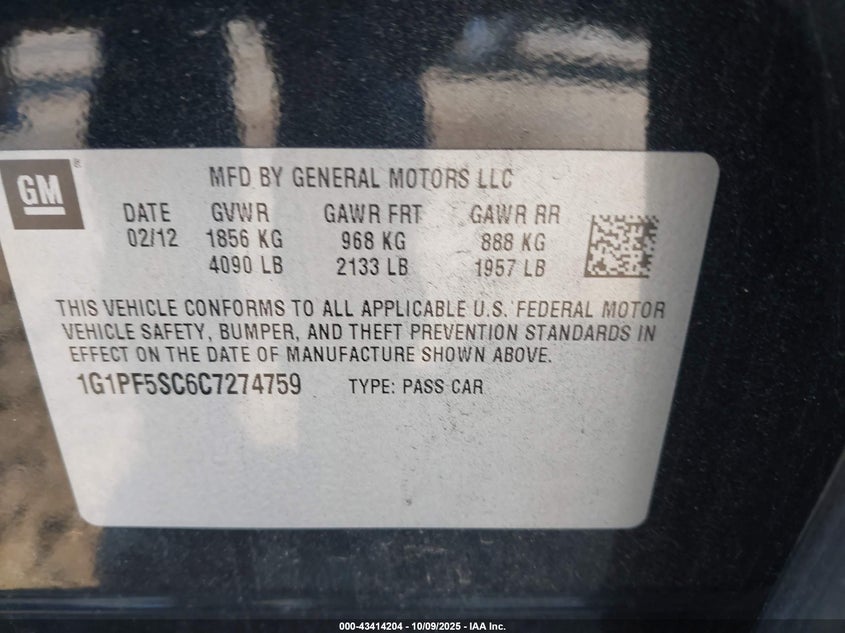 GM
®
MFD BY GENERAL MOTORS LLC
DATE GVWR GAWR FRT GAWR RR
02/12 1856 KG 968 KG 888 KG
4090 LB 2133 LB 1957 LB
THIS VEHICLE CONFORMS TO ALL APPLICABLE U.S. FEDERAL MOTOR
VEHICLE SAFETY, BUMPER, AND THEFT PREVENTION STANDARDS IN
EFFECT ON THE DATE OF MANUFACTURE SHOWN ABOVE.
1G1PF5SC6C7274759 TYPE: PASS CAR
000-43414204 - 10/09/2025 - IAA Inc.